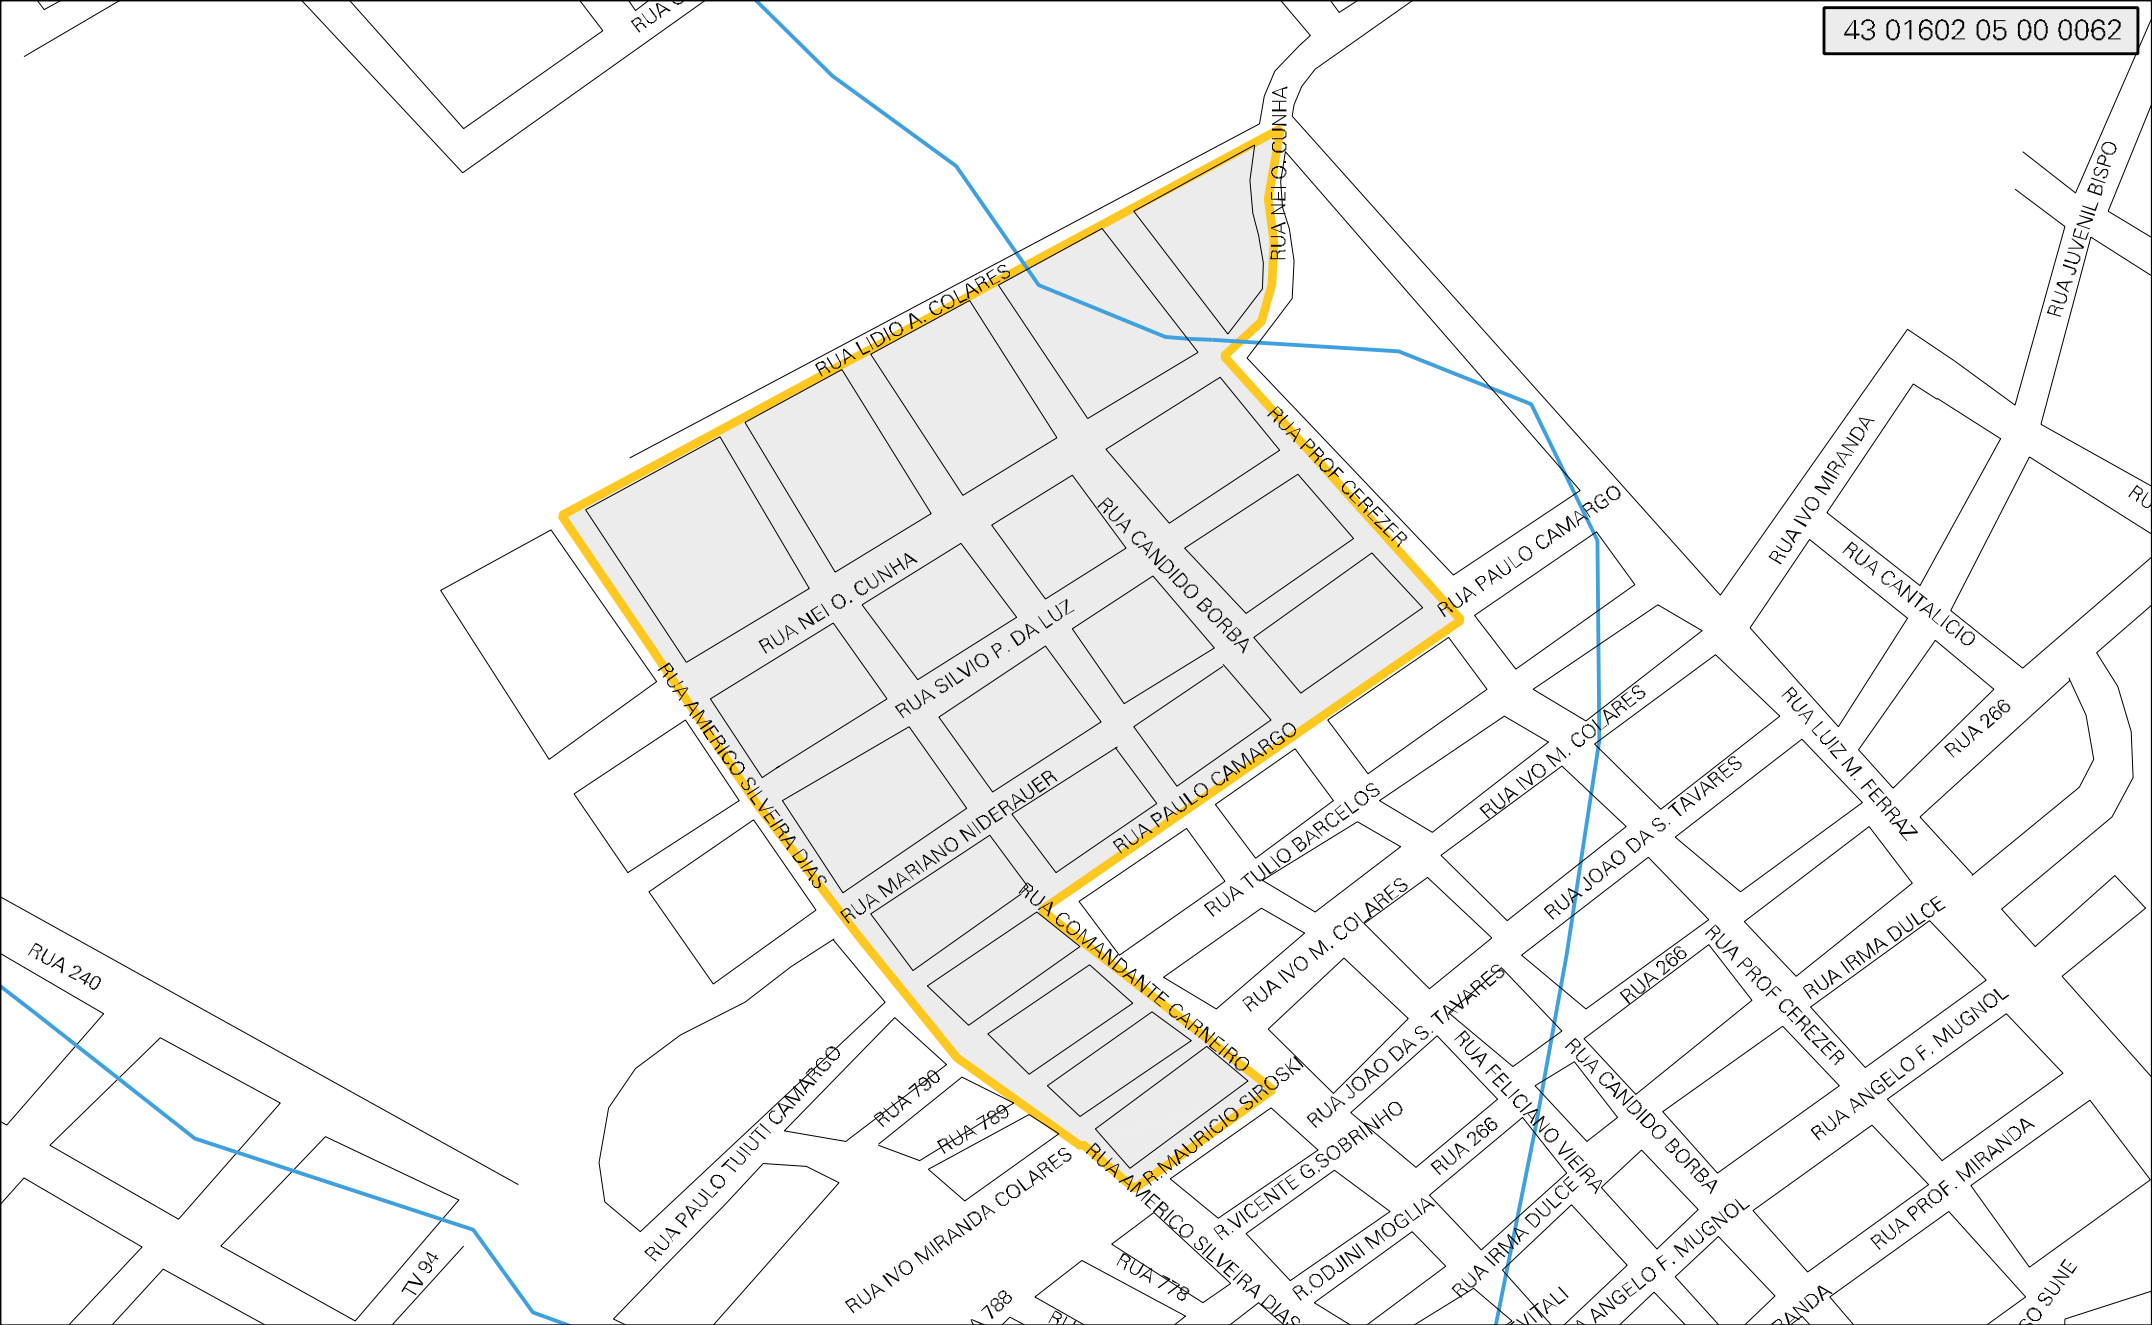 43 01602 05 00 0062
RUA NEI O. CUNHA
RUA JUVENIL BISPO
RUA LIDIO A. COLARES
RUA PROF CEREZER
RUA IVO MIRANDA
RUA PAULO CAMARGO
RUA CANDIDO BORBA
RUA CANTALICIO
RUA NEI O. CUNHA
RUA SILVIO P. DA LUZ
RUA AMERICO SILVEIRA DIAS
RUA IVO M. COLARES
RUA LUIZ M. FERRAZ
RUA 266
RUA PAULO CAMARGO
RUA MARIANO NIDERAUER
RUA TULIO BARCELOS
RUA JOAO DA S. TAVARES
RUA COMANDANTE CARNEIRO
RUA IVO M. COLARES
RUA 240
RUA PROF CEREZER
RUA IRMA DULCE
RUA 266
RUA JOAO DA S. TAVARES
RUA ANGELO F. MUGNOL
RUA PAULO TUIUTI CAMARGO
RUA 790
RUA 789
R. MAURICIO SIROSKI
RUA FELICIANO VIEIRA
RUA CANDIDO BORBA
R.VICENTE G.SOBRINHO
RUA 266
RUA PROF. MIRANDA
RUA IVO MIRANDA COLARES
RUA AMERICO SILVEIRA DIAS
R.ODJINI MOGLIA
RUA IRMA DULCE
A ANGELO F. MUGNOL
TV 94
RUA 778
A 788
VITALI
ANDA
GO SUNE